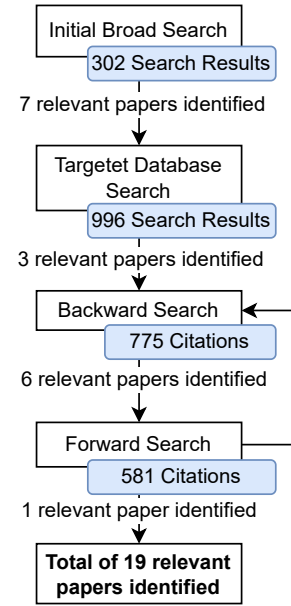 Initial Broad Search
302 Search Results
7 relevant papers identified
Targetet Database
Search
996 Search Results
3 relevant papers identified
Backward Search
775 Citations
6 relevant papers identified
Forward Search
581 Citations
1 relevant paper identified
Total of 19 relevant
papers identified